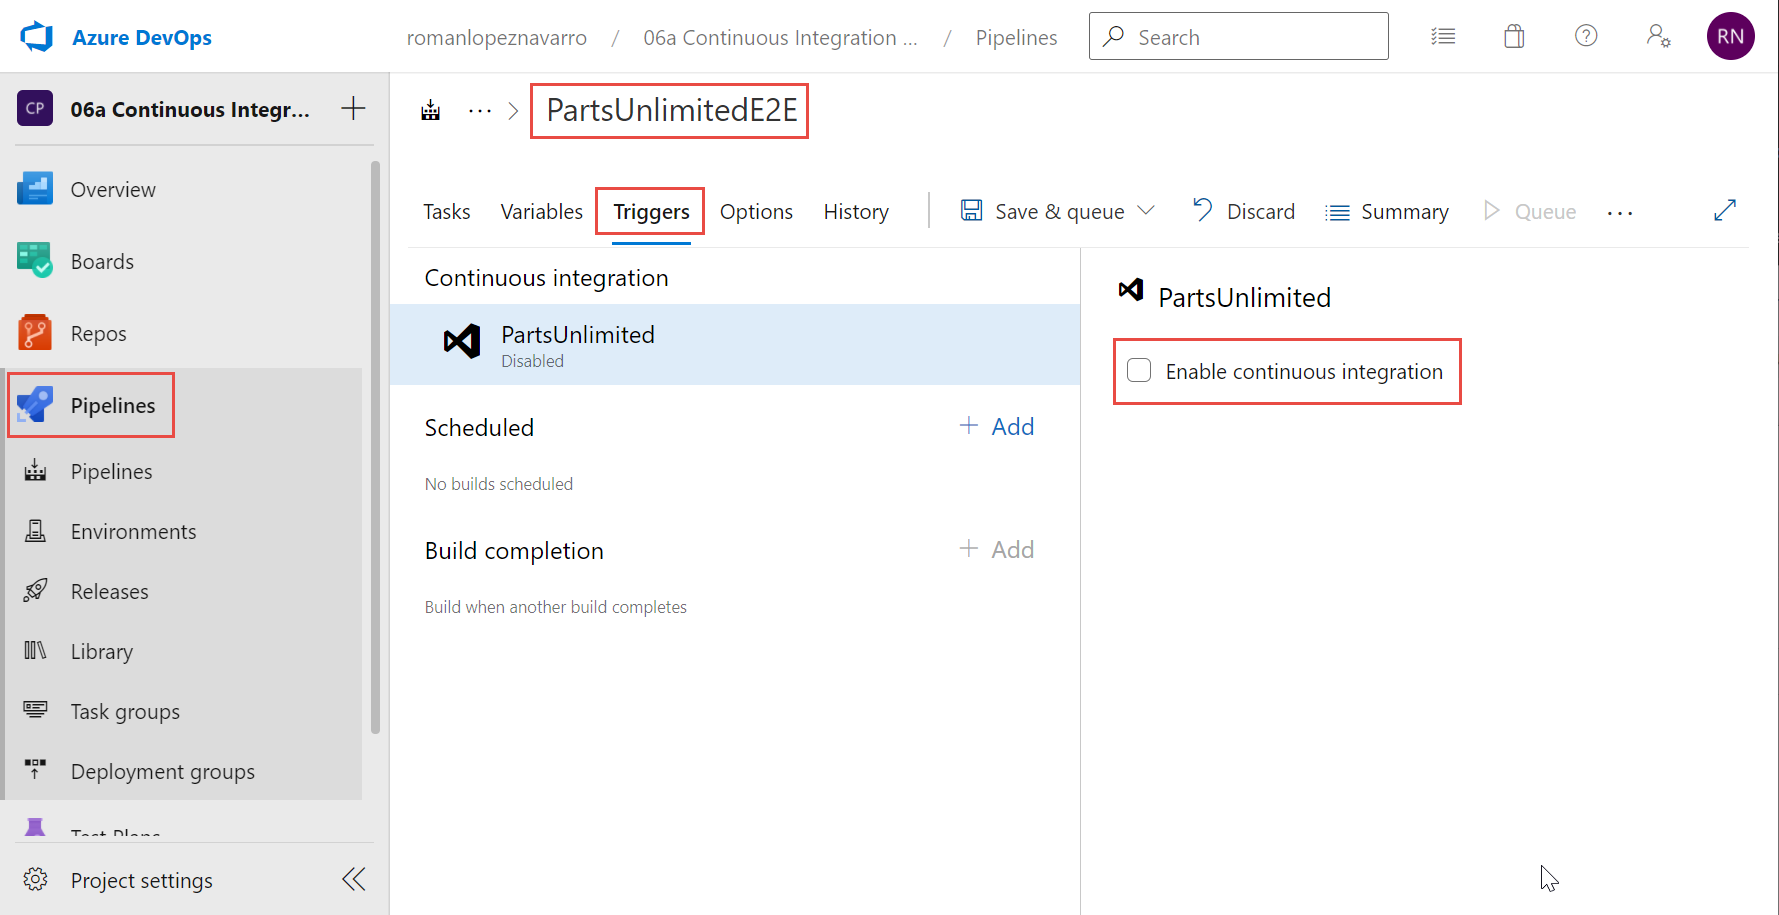 Azure DevOps
romanlopeznavarro / 06a Continuous Integration ... / Pipelines
Search
RN
CP 06a Continuous Integr...
Overview
Boards
Repos
Pipelines
Pipelines
Environments
Releases
Library
Task groups
Deployment groups
Test Plans
Project settings
... > PartsUnlimitedE2E
Tasks Variables Triggers Options History Save & queue Discard Summary Queue ...
Continuous integration
PartsUnlimited
Disabled
Scheduled + Add
No builds scheduled
Build completion + Add
Build when another build completes
PartsUnlimited
Enable continuous integration